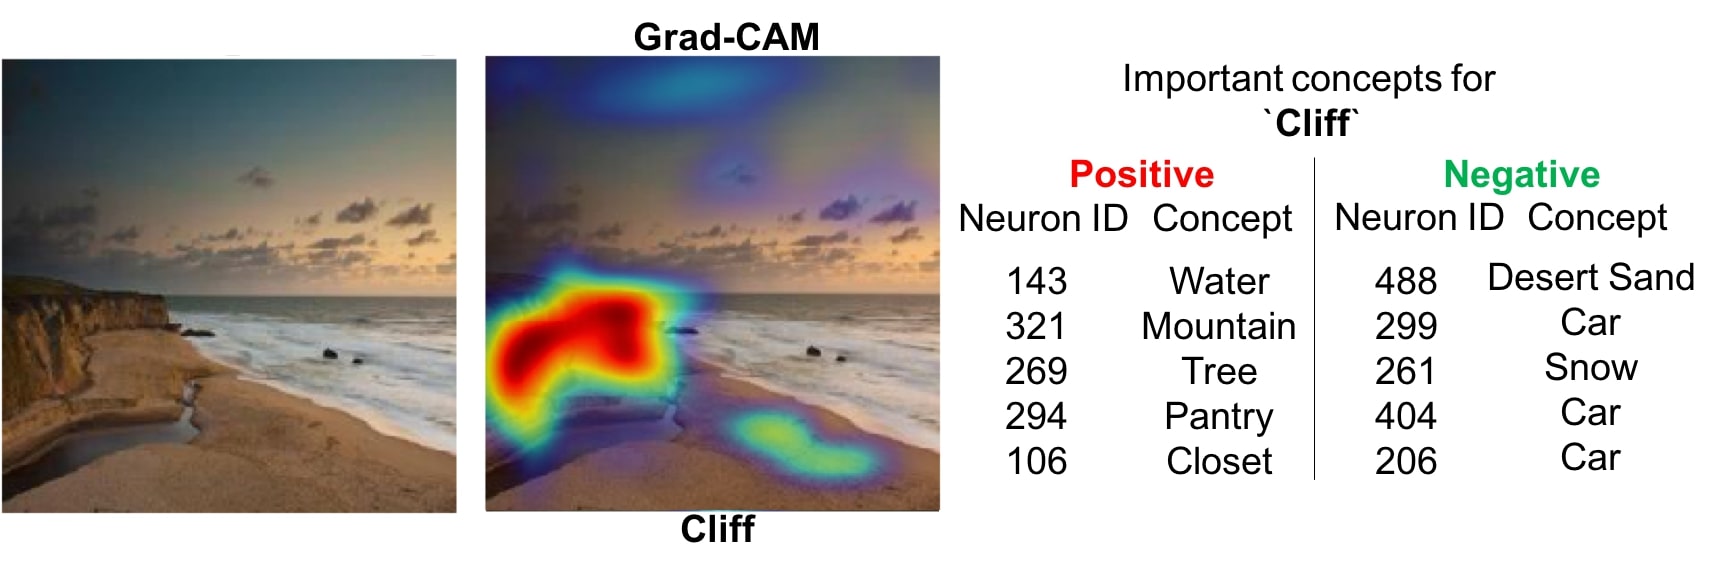 Grad-CAM
Cliff
Important concepts for
`Cliff`
Positive Negative
Neuron ID Concept Neuron ID Concept
143 Water 488 Desert Sand
321 Mountain 299 Car
269 Tree 261 Snow
294 Pantry 404 Car
106 Closet 206 Car